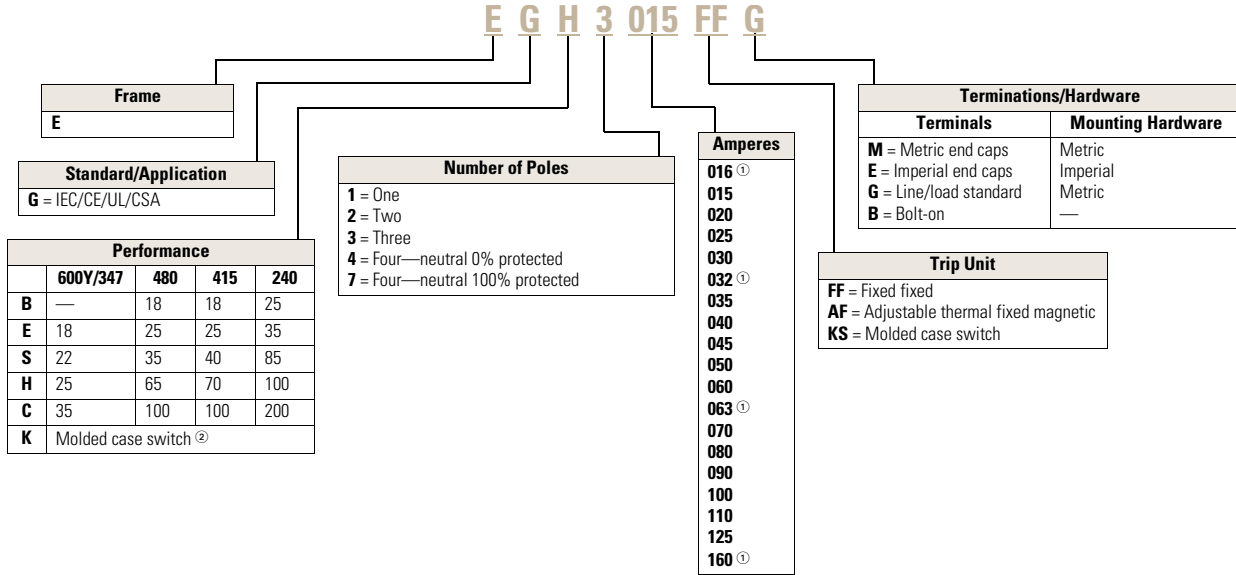 E G H 3 015 FF G
Frame
E
Standard/Application
G = IEC/CE/UL/CSA
Performance
600Y/347 480 415 240
B — 18 18 25
E 18 25 25 35
S 22 35 40 85
H 25 65 70 100
C 35 100 100 200
K Molded case switch ②
Number of Poles
1 = One
2 = Two
3 = Three
4 = Four—neutral 0% protected
7 = Four—neutral 100% protected
Amperes
016 ①
015
020
025
030
032 ①
035
040
045
050
060
063 ①
070
080
090
100
110
125
160 ①
Terminations/Hardware
Terminals Mounting Hardware
M = Metric end caps Metric
E = Imperial end caps Imperial
G = Line/load standard Metric
B = Bolt-on —
Trip Unit
FF = Fixed fixed
AF = Adjustable thermal fixed magnetic
KS = Molded case switch